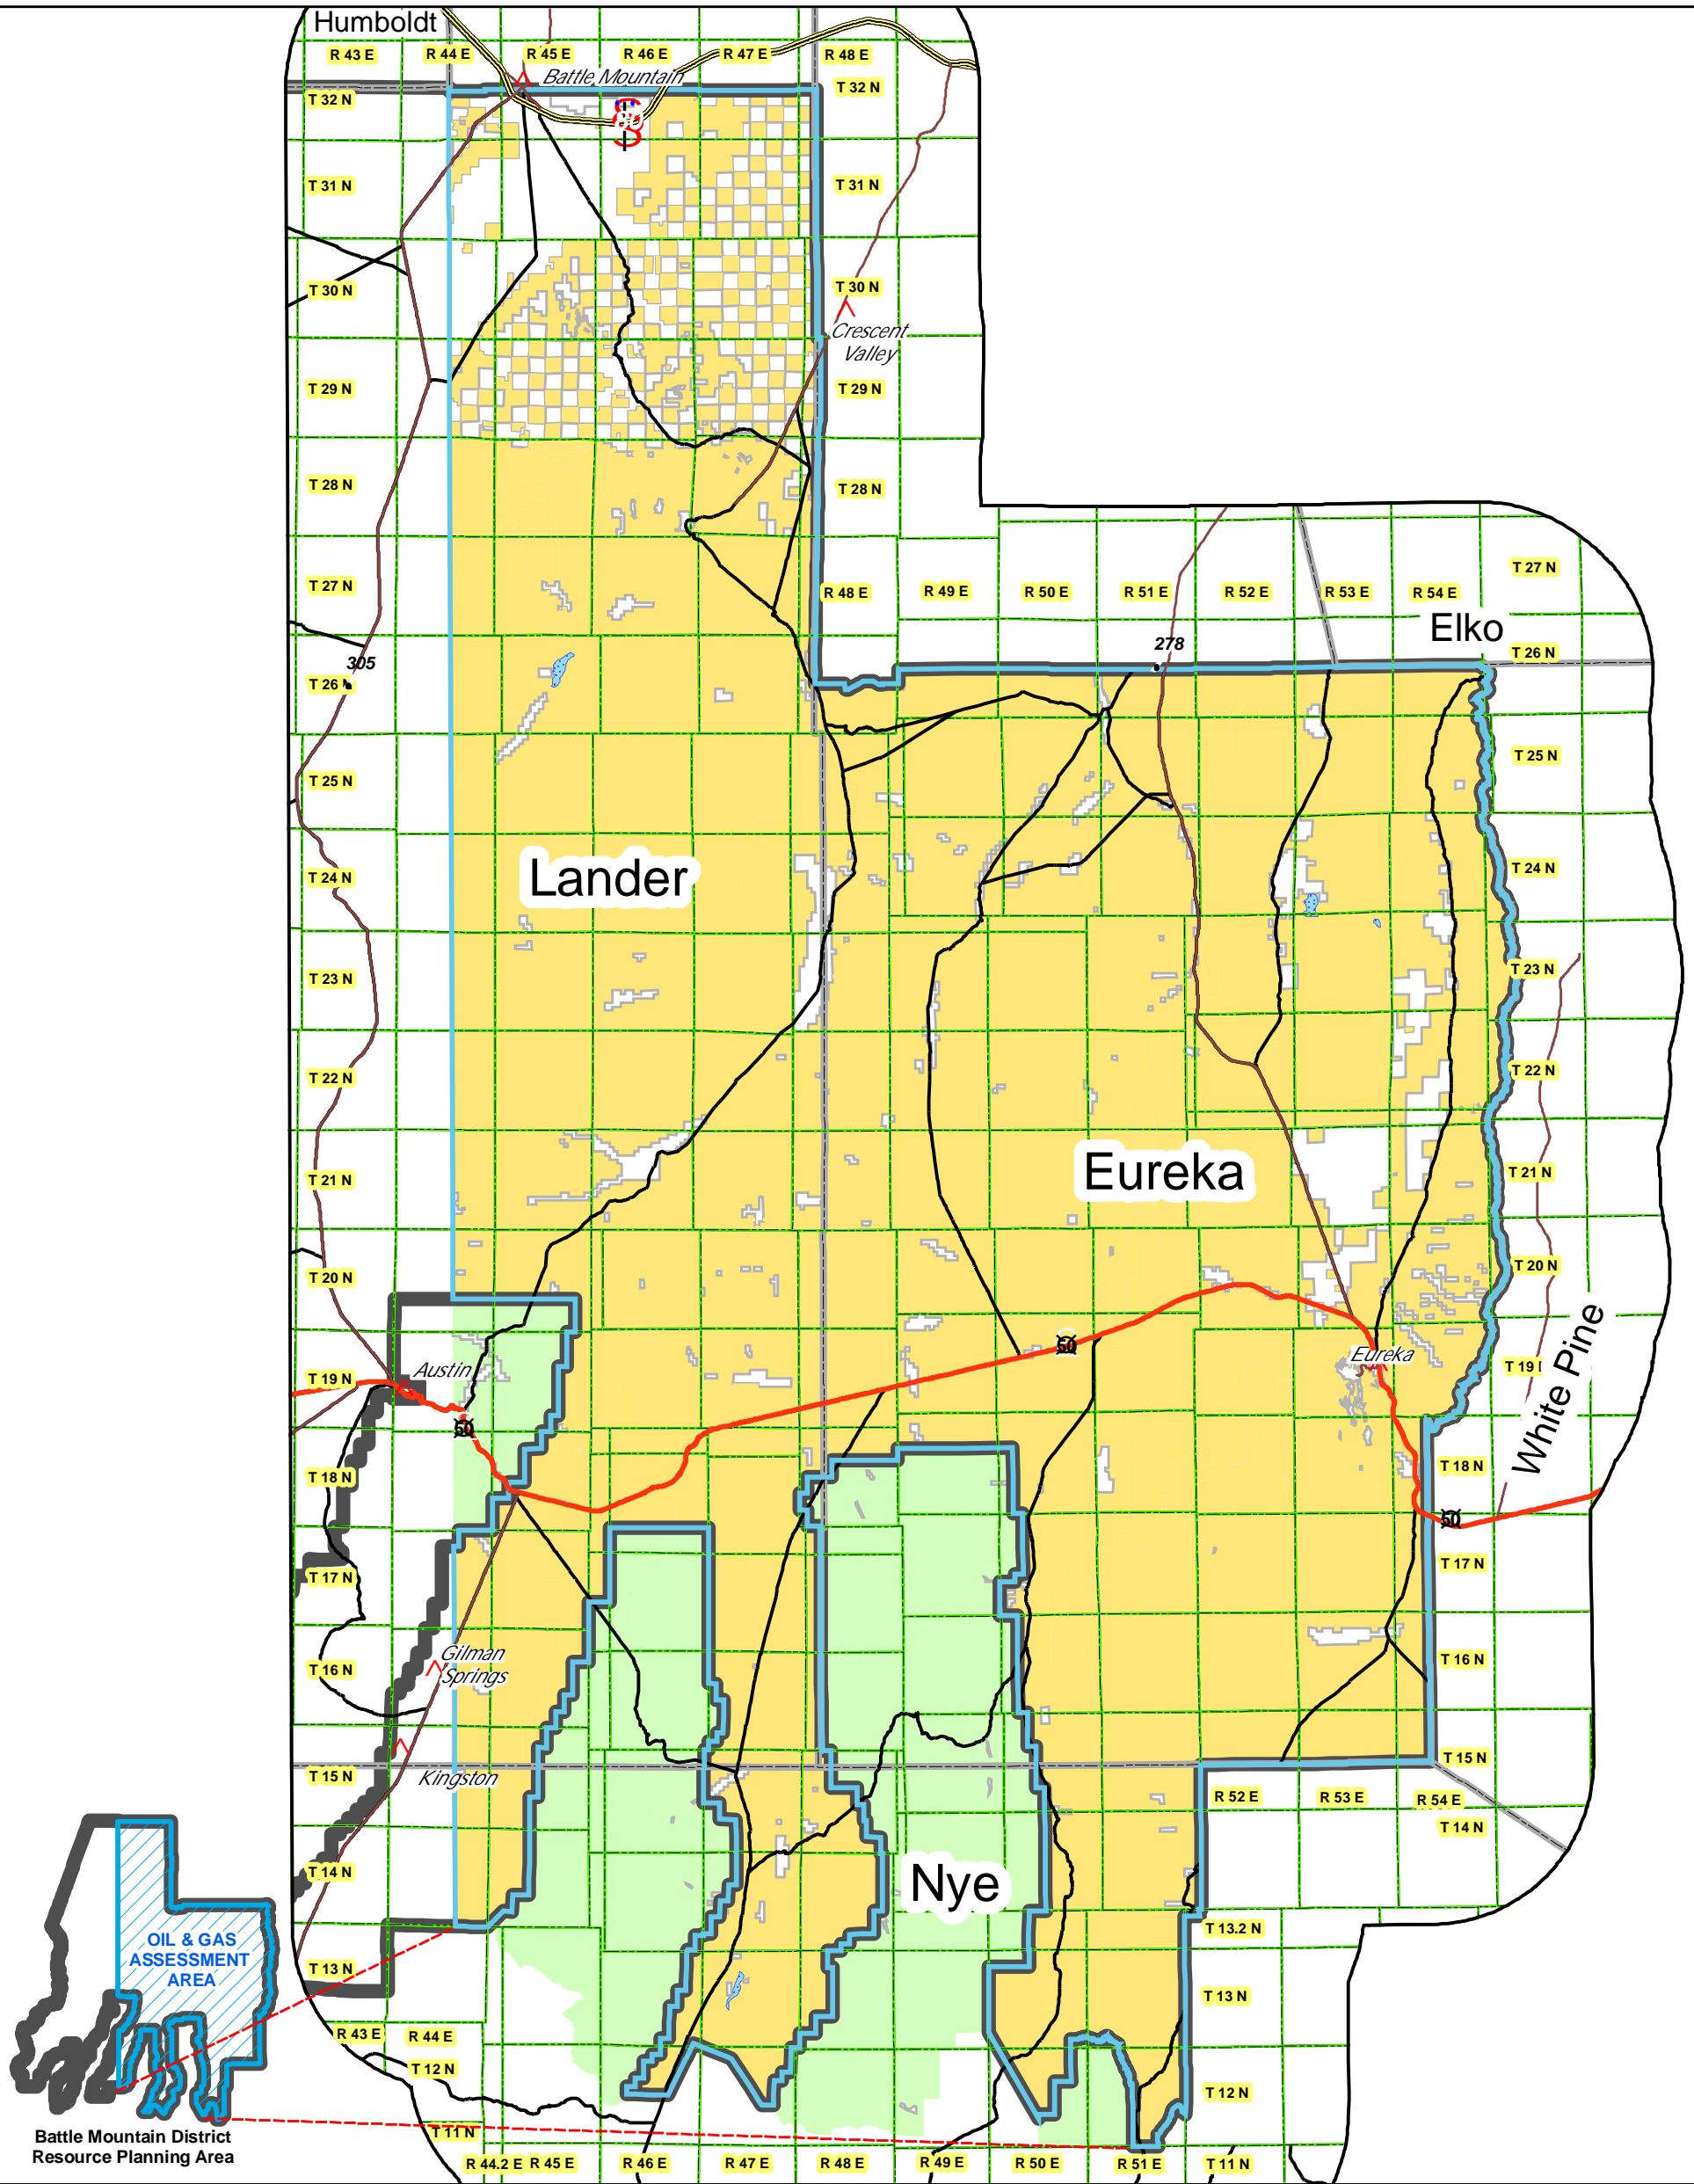 Humboldt
R 43 E
R 44 E
R 45 E
R 46 E
R 47 E
R 48 E
Battle Mountain
T 32 N
T 32 N
80
T 31 N
T 31 N
T 30 N
T 30 N
Crescent
Valley
T 29 N
T 29 N
T 28 N
T 28 N
T 27 N
T 27 N
R 48 E
R 49 E
R 50 E
R 51 E
R 52 E
R 53 E
R 54 E
Elko
278
T 26 N
305
T 26 N
T 25 N
T 25 N
Lander
T 24 N
T 24 N
T 23 N
T 23 N
T 22 N
T 22 N
Eureka
T 21 N
T 21 N
T 20 N
T 20 N
White Pine
50
Eureka
T 19
Austin
T 19 N
50
T 18 N
T 18 N
50
T 17 N
T 17 N
Gilman
Springs
T 16 N
T 16 N
T 15 N
T 15 N
Kingston
R 52 E
R 53 E
R 54 E
T 14 N
T 14 N
Nye
T 13.2 N
OIL & GAS
ASSESSMENT
AREA
T 13 N
T 13 N
R 43 E
R 44 E
T 12 N
T 12 N
Battle Mountain District
Resource Planning Area
T 11 N
R 44.2 E
R 45 E
R 46 E
R 47 E
R 48 E
R 49 E
R 50 E
R 51 E
T 11 N